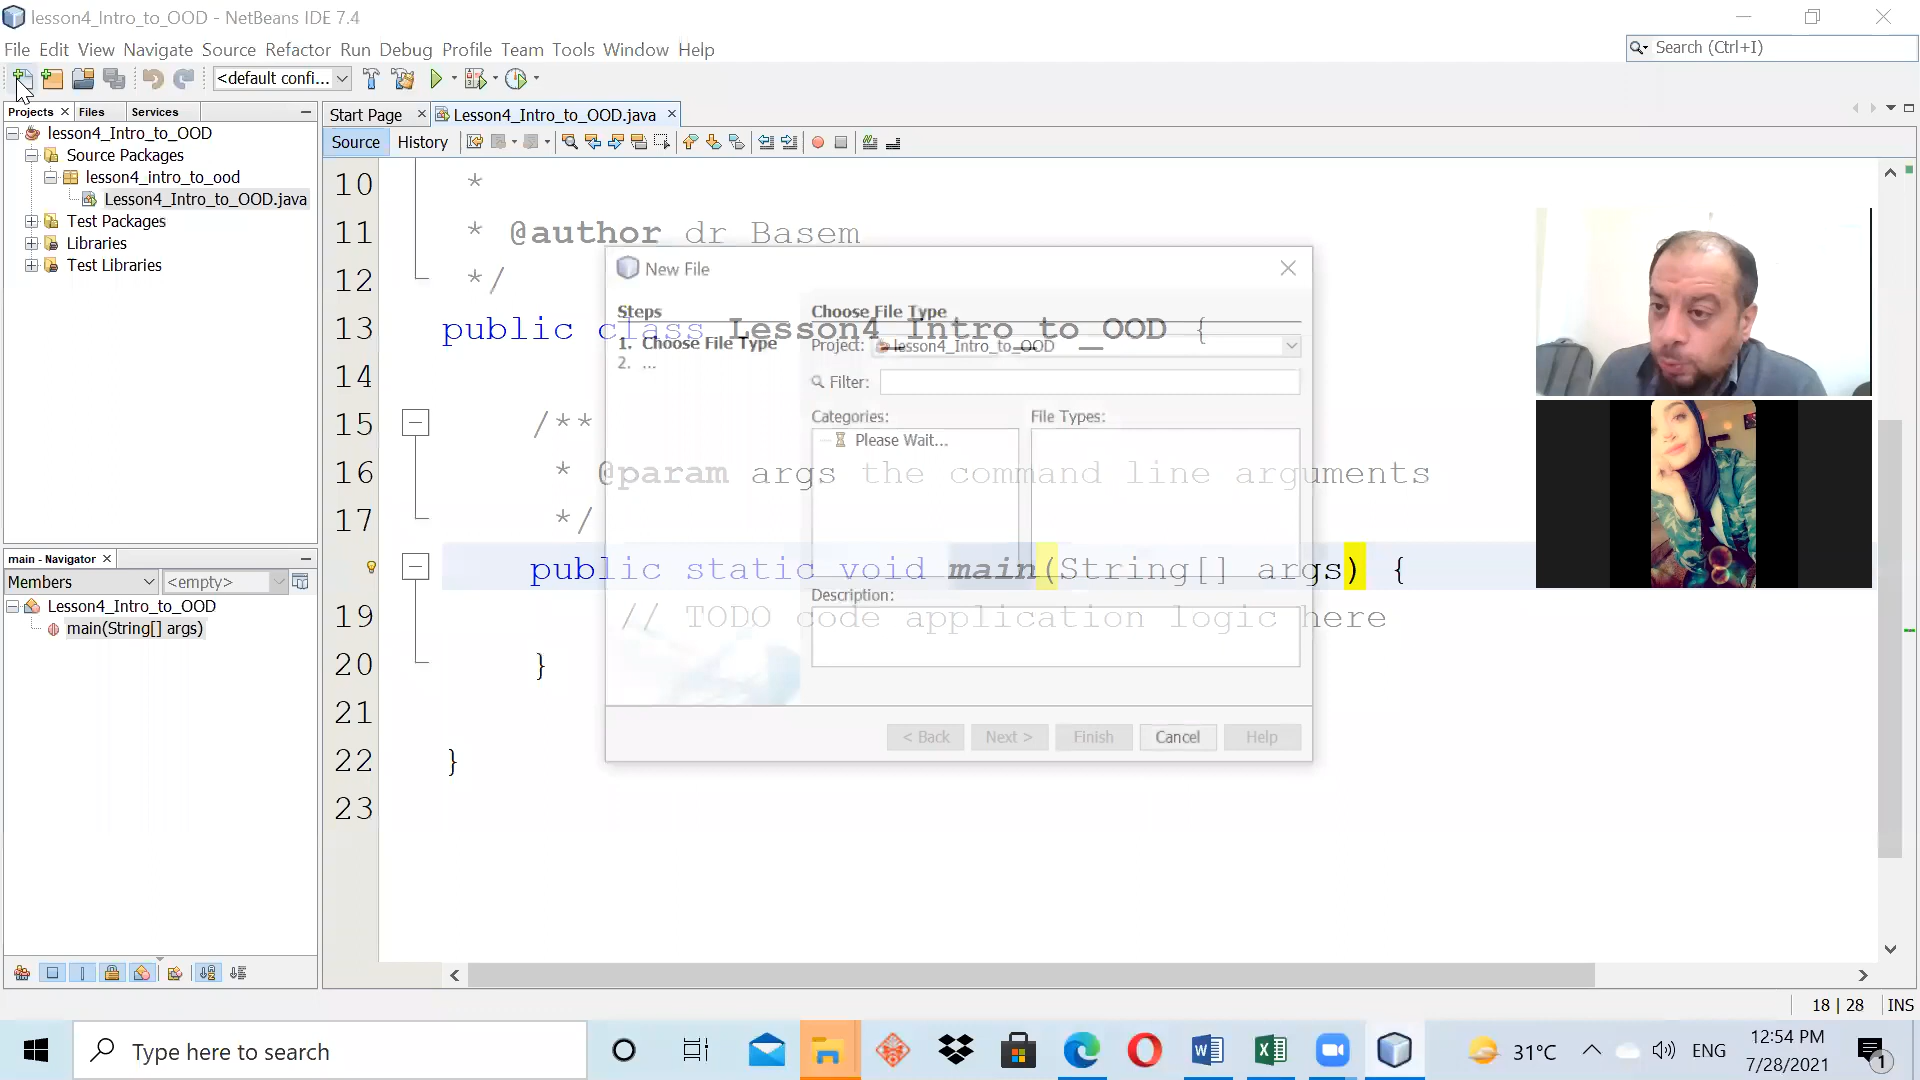 lesson4_Intro_to_OOD - NetBeans IDE 7.4
File Edit View Navigate Source Refactor Run Debug Profile Team Tools Window Help
Search (Ctrl+I)
<default confi...
Projects Files Services
Start Page Lesson4_Intro_to_OOD.java
Source History
lesson4_Intro_to_OOD
Source Packages
lesson4_intro_to_ood
Lesson4_Intro_to_OOD.java
Test Packages
Libraries
Test Libraries
10 *
11 * @author dr Basem
12 */
13 public class Lesson4_Intro_to_OOD {
14
15 /**
16 * @param args the command line arguments
17 */
public static void main(String[] args) {
19 // TODO code application logic here
20 }
21
22 }
23
New File
Steps
1. Choose File Type
2. ...
Choose File Type
Project: lesson4_Intro_to_OOD
Filter:
Categories: File Types:
Please Wait...
Description:
< Back Next > Finish Cancel Help
main - Navigator
Members <empty>
Lesson4_Intro_to_OOD
main(String[] args)
18 | 28 INS
Type here to search
31°C ENG
12:54 PM
7/28/2021
1